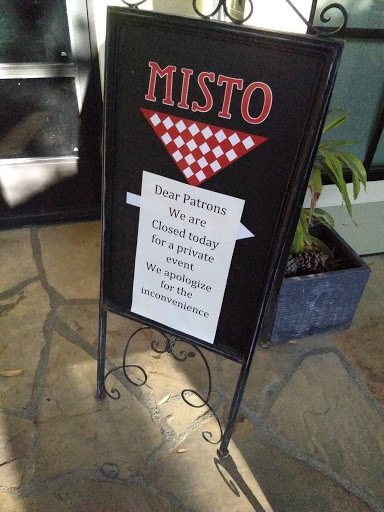 MISTO
Dear Patrons
We are
Closed today
for a private
event
We apologize
for the
inconvenience